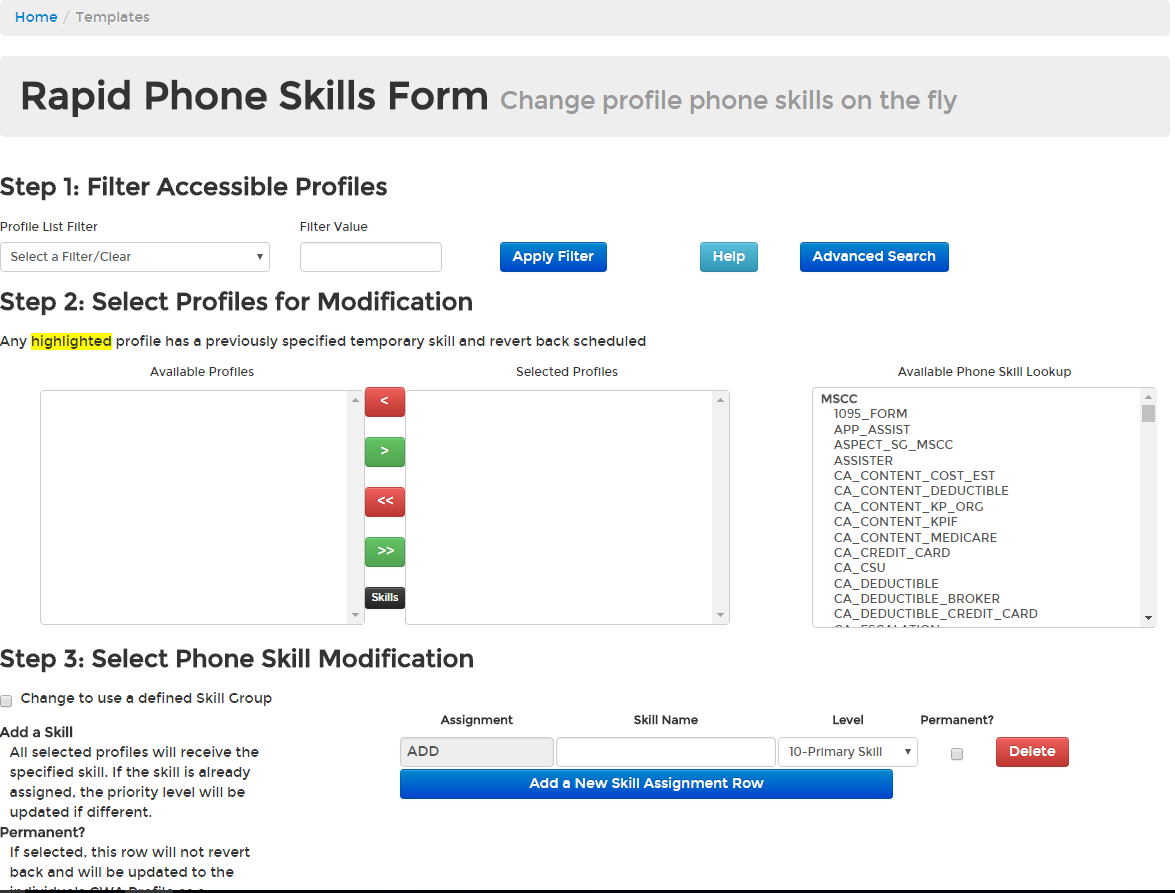 Home / Templates
Rapid Phone Skills Form Change profile phone skills on the fly
Step 1: Filter Accessible Profiles
Profile List Filter
Filter Value
Select a Filter/Clear
Apply Filter
Help
Advanced Search
Step 2: Select Profiles for Modification
Any highlighted profile has a previously specified temporary skill and revert back scheduled
Available Profiles
Selected Profiles
Available Phone Skill Lookup
<
>
<<
>>
Skills
MSCC
1095_FORM
APP_ASSIST
ASPECT_SG_MSCC
ASSISTER
CA_CONTENT_COST_EST
CA_CONTENT_DEDUCTIBLE
CA_CONTENT_KP_ORG
CA_CONTENT_KPIF
CA_CONTENT_MEDICARE
CA_CREDIT_CARD
CA_CSU
CA_DEDUCTIBLE
CA_DEDUCTIBLE_BROKER
CA_DEDUCTIBLE_CREDIT_CARD
Step 3: Select Phone Skill Modification
Change to use a defined Skill Group
Add a Skill
All selected profiles will receive the
specified skill. If the skill is already
assigned, the priority level will be
updated if different.
Permanent?
If selected, this row will not revert
back and will be updated to the
Assignment
Skill Name
Level
Permanent?
ADD
10-Primary Skill
Delete
Add a New Skill Assignment Row